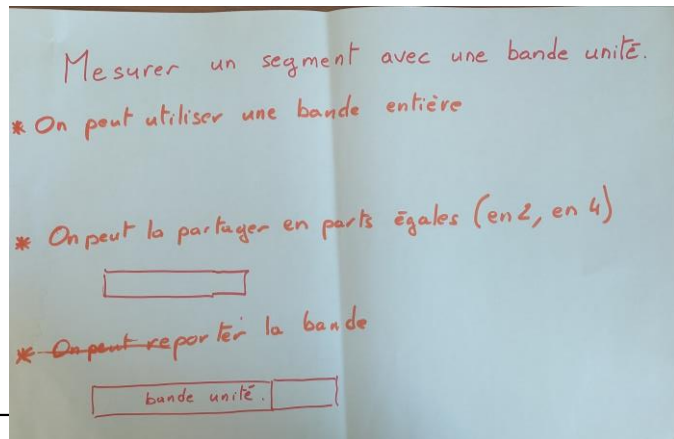 Mesurer un segment avec une bande unité.
* On peut utiliser une bande entière
* On peut la partager en parts égales (en 2, en 4)
* On peut reporter la bande
bande unité.